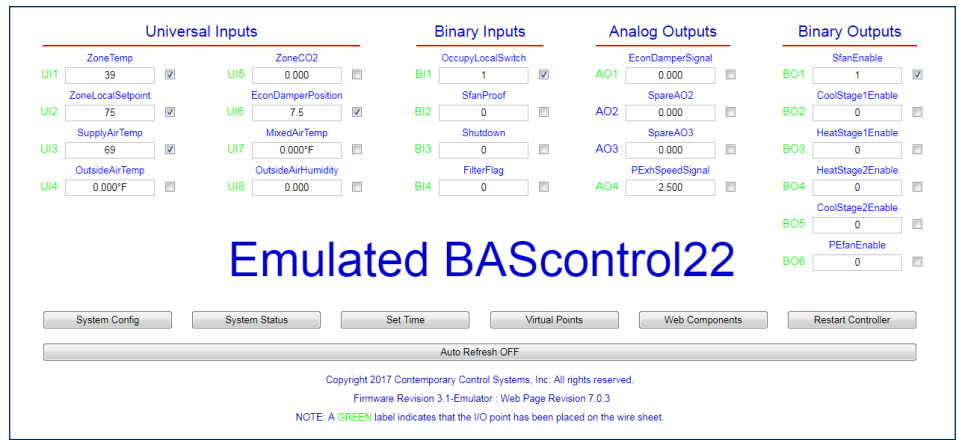 Universal Inputs Binary Inputs Analog Outputs Binary Outputs
ZoneTemp ZoneCO2 OccupyLocalSwitch EconDamperSignal SfanEnable
UI1 39 UI5 0.000 BI1 1 AO1 0.000 BO1 1
ZoneLocalSetpoint EconDamperPosition SfanProof SpareAO2 CoolStage1Enable
UI2 75 UI6 7.5 BI2 0 AO2 0.000 BO2 0
SupplyAirTemp MixedAirTemp Shutdown SpareAO3 HeatStage1Enable
UI3 69 UI7 0.000°F BI3 0 AO3 0.000 BO3 0
OutsideAirTemp OutsideAirHumidity FilterFlag PExhSpeedSignal HeatStage2Enable
UI4 0.000°F UI8 0.000 BI4 0 AO4 2.500 BO4 0
CoolStage2Enable
BO5 0
PEfanEnable
BO6 0
Emulated BAScontrol22
System Config System Status Set Time Virtual Points Web Components Restart Controller
Auto Refresh OFF
Copyright 2017 Contemporary Control Systems, Inc. All rights reserved.
Firmware Revision 3.1-Emulator : Web Page Revision 7.0.3
NOTE: A GREEN label indicates that the I/O point has been placed on the wire sheet.